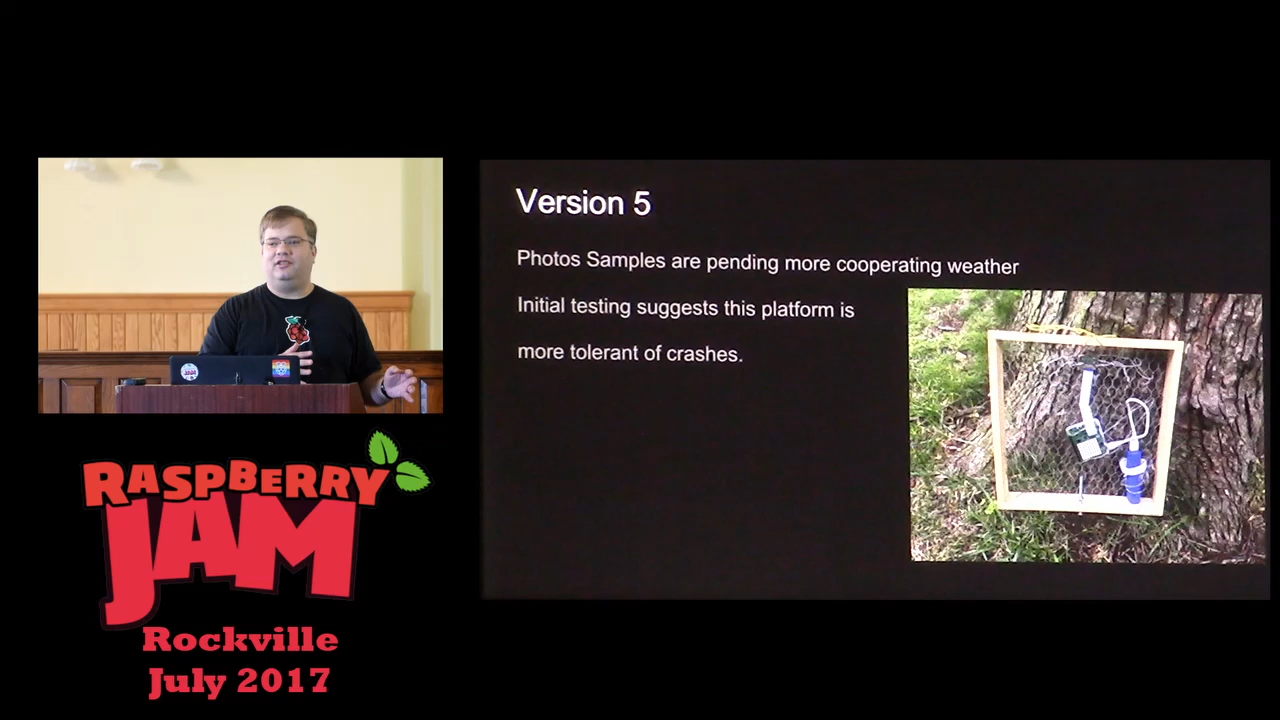 Version 5
Photos Samples are pending more cooperating weather
Initial testing suggests this platform is
more tolerant of crashes.
JAM
RASPBERRY
JAM
Rockville
July 2017